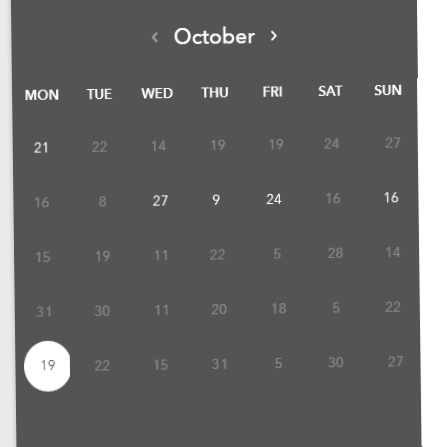 ‹ October ›
MON TUE WED THU FRI SAT SUN
21 22 14 19 19 24 27
16 8 27 9 24 16 16
15 19 11 22 5 28 14
31 30 11 20 18 5 22
19 22 15 31 5 30 27